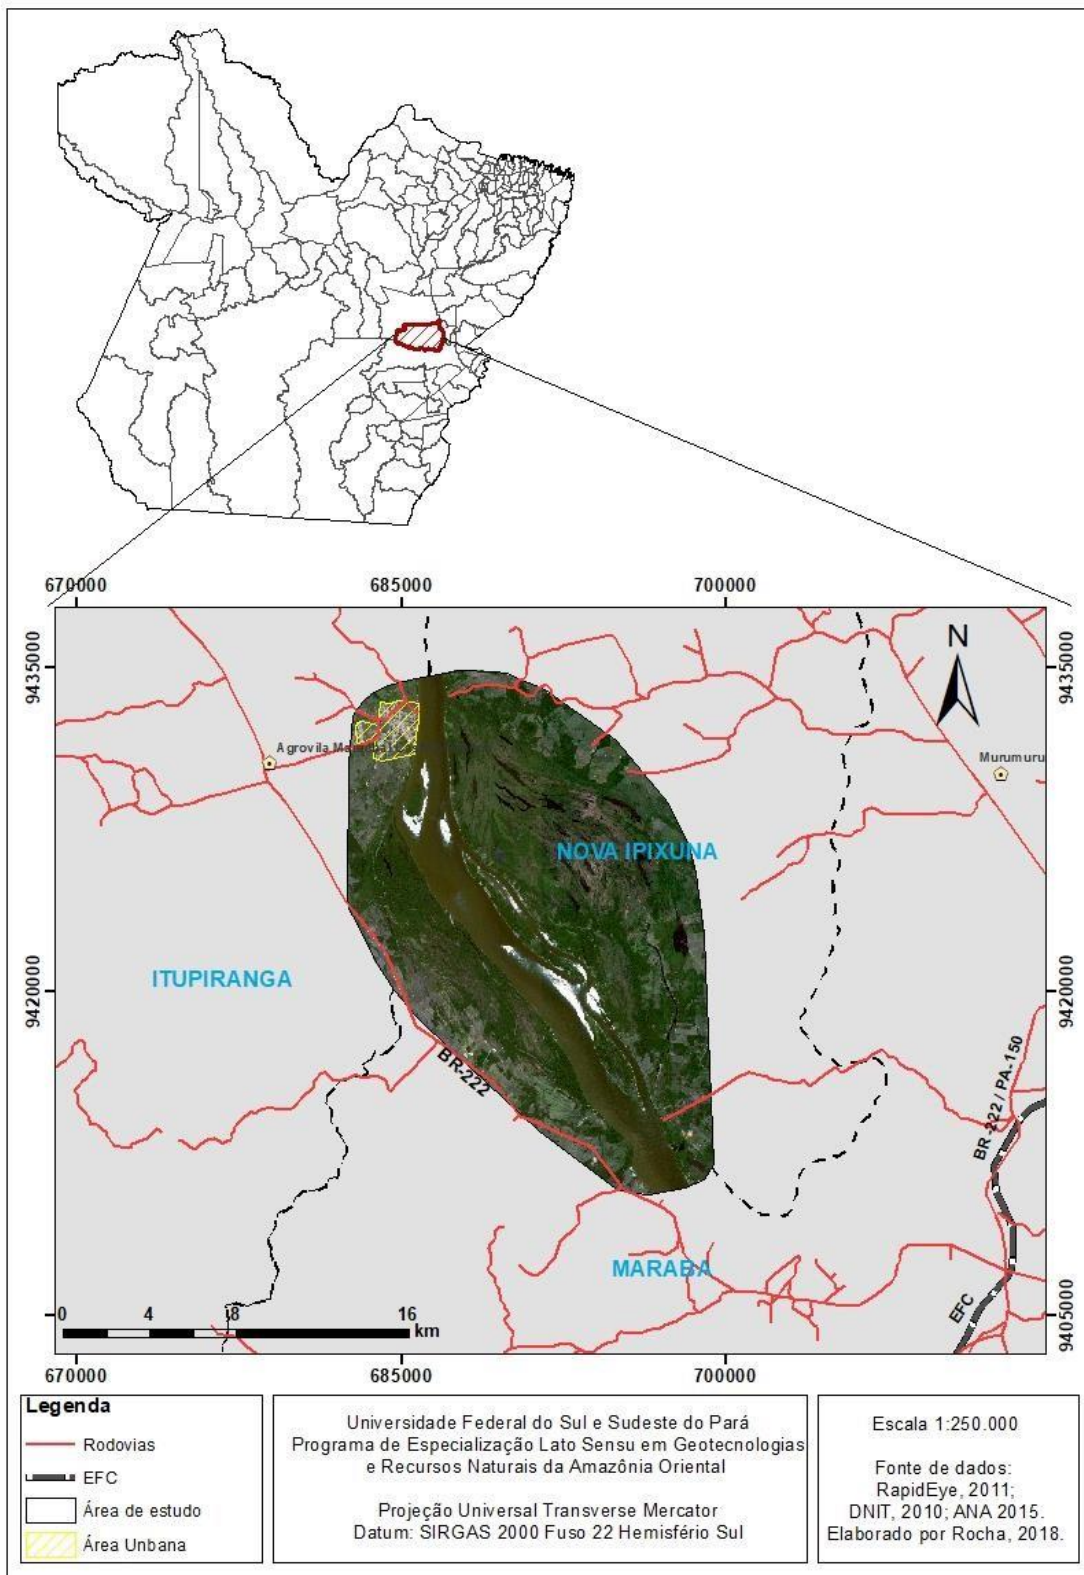 670000
685000
700000
9435000
9435000
N
Agrovila
Murumuru
NOVA IPIXUNA
ITUPIRANGA
9420000
9420000
BR-222
BR-222 / PA-150
MARABA
EFC
0 4 8 16
km
9405000
670000
685000
700000
Legenda
Rodovias
EFC
Área de estudo
Área Unbana
Universidade Federal do Sul e Sudeste do Pará
Programa de Especialização Lato Sensu em Geotecnologias
e Recursos Naturais da Amazônia Oriental
Projeção Universal Transverse Mercator
Datum: SIRGAS 2000 Fuso 22 Hemisfério Sul
Escala 1:250.000
Fonte de dados:
RapidEye, 2011;
DNIT, 2010; ANA 2015.
Elaborado por Rocha, 2018.